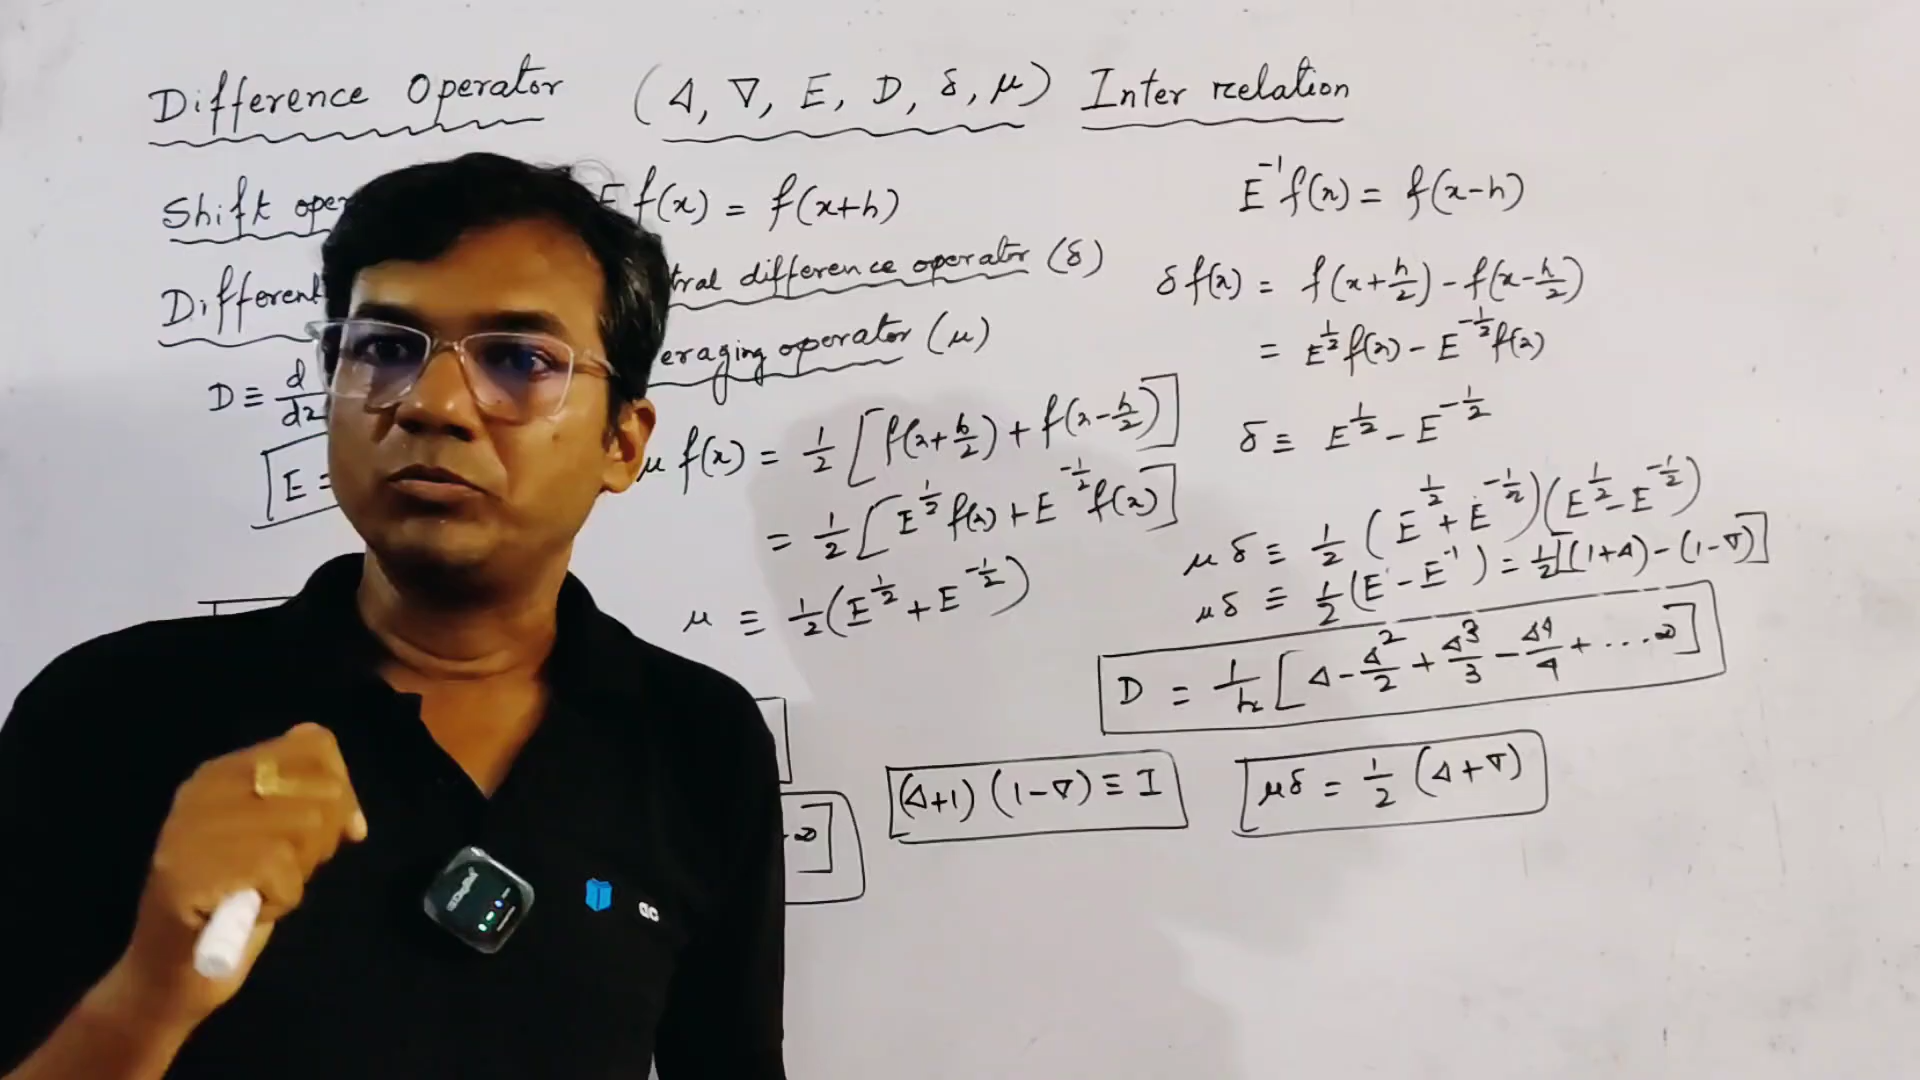 Difference Operator (Δ, ∇, E, D, δ, μ) Inter relation
Shift E f(x) = f(x+h)
E⁻¹f(x) = f(x-h)
difference operator (δ)
δ f(x) = f(x+h/2) - f(x-h/2)
= E^½ f(x) - E^-½ f(x)
operator (μ)
D ≡ d/dx
E =
μ f(x) = 1/2 [f(x+h/2) + f(x-h/2)]
= 1/2 [E^½ f(x) + E^-½ f(x)]
μ ≡ 1/2 (E^½ + E^-½)
δ ≡ E^½ - E^-½
μδ ≡ 1/2 (E^½ + E^-½)(E^½ - E^-½)
μδ ≡ 1/2 (E - E⁻¹) = 1/2[(1+Δ) - (1-∇)]
D = 1/h [Δ - Δ²/2 + Δ³/3 - Δ⁴/4 + ... ∞]
(Δ+1) (1-∇) ≡ I
μδ = 1/2 (Δ+∇)
∞]